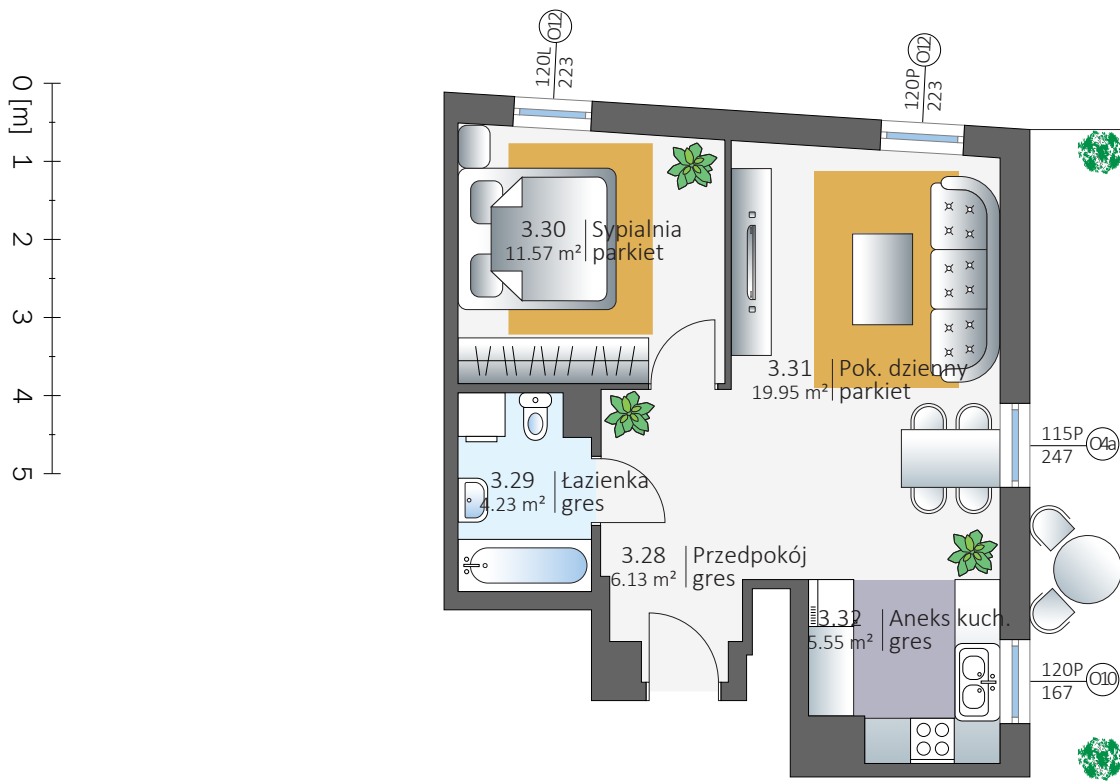 0 [m]
1
2
3
4
5
O12
120L
223
O12
120P
223
3.30 Sypialnia
11.57 m² parkiet
3.31 Pok. dzienny
19.95 m² parkiet
115P
247
O4a
3.29 Łazienka
4.23 m² gres
3.28 Przedpokój
6.13 m² gres
3.32 Aneks kuch.
5.55 m² gres
120P
167
O10